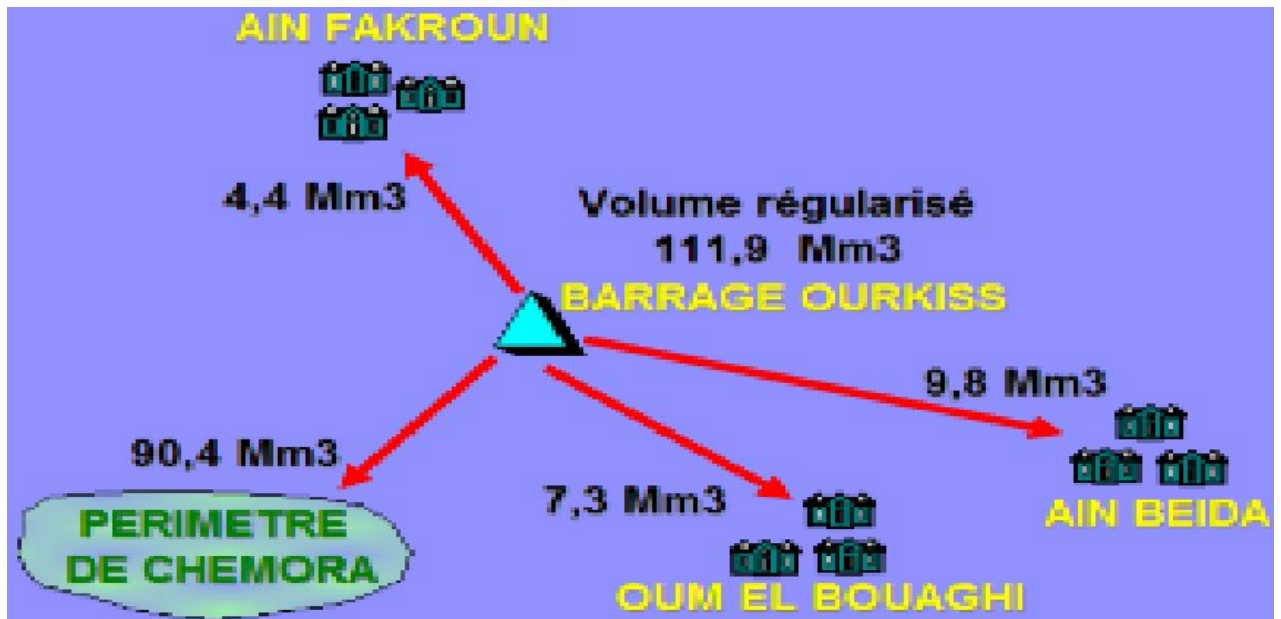 AIN FAKROUN
4,4 Mm3
Volume régularisé
111,9 Mm3
BARRAGE OURKISS
9,8 Mm3
90,4 Mm3
7,3 Mm3
PERIMETRE
DE CHEMORA
AIN BEIDA
OUM EL BOUAGHI